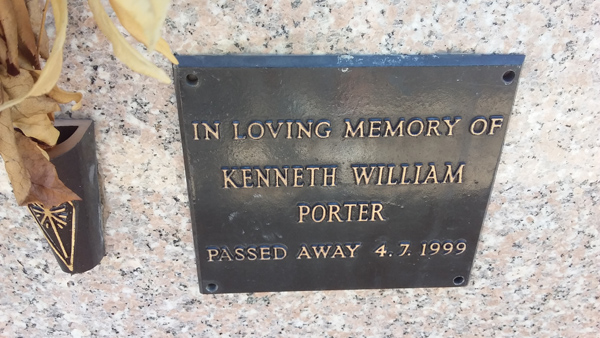 IN LOVING MEMORY OF
KENNETH WILLIAM
PORTER
PASSED AWAY 4.7.1999